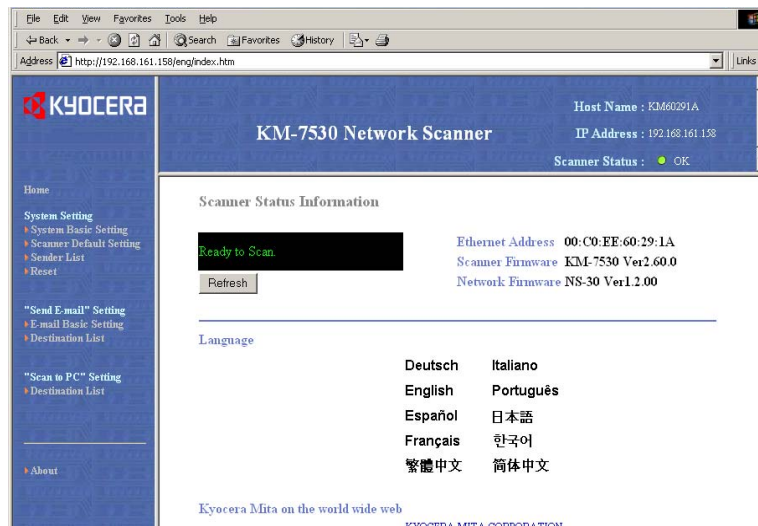 File Edit View Favorites Tools Help
Back Search Favorites History
Address http://192.168.161.158/eng/index.htm Links
KYOCERA
KM-7530 Network Scanner
Host Name : KM60291A
IP Address : 192.168.161.158
Scanner Status : OK
Home
System Setting
System Basic Setting
Scanner Default Setting
Sender List
Reset
"Send E-mail" Setting
E-mail Basic Setting
Destination List
"Scan to PC" Setting
Destination List
About
Scanner Status Information
Ready to Scan.
Refresh
Ethernet Address 00:C0:EE:60:29:1A
Scanner Firmware KM-7530 Ver2.60.0
Network Firmware NS-30 Ver1.2.00
Language
Deutsch Italiano
English Português
Español 日本語
Français 한국어
繁體中文 简体中文
Kyocera Mita on the world wide web
KYOCERA MITA CORPORATION